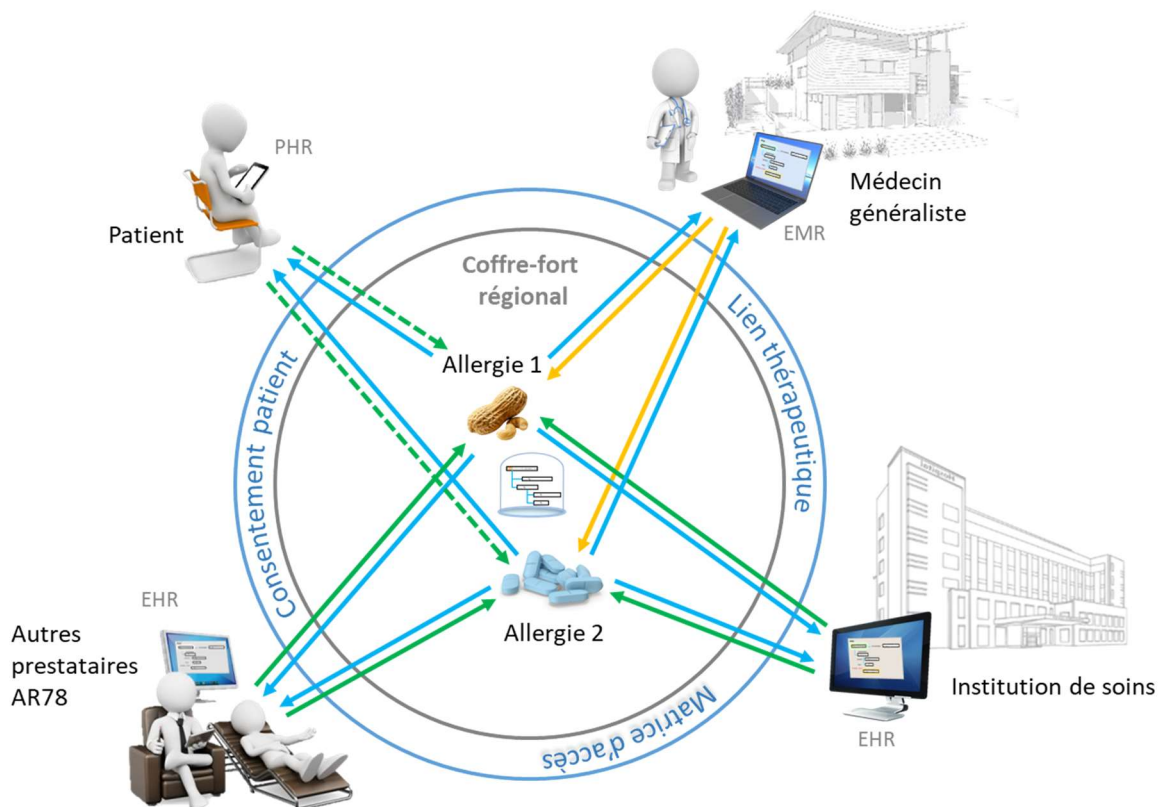 PHR
Patient
Médecin
généraliste
EMR
Coffre-fort
régional
Lien thérapeutique
Consentement patient
Allergie 1
Allergie 2
EHR
Autres
prestataires
AR78
Matrice d'accès
Institution de soins
EHR